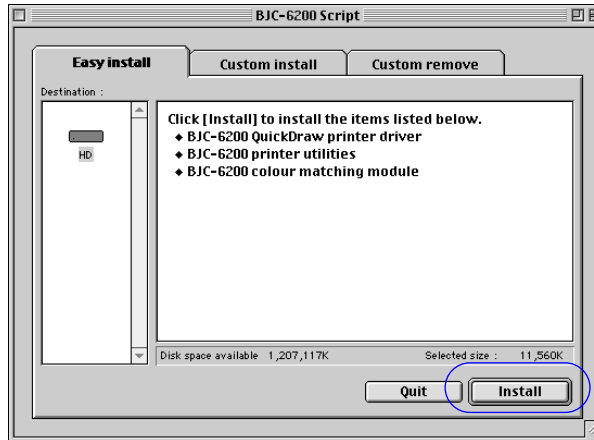 BJC-6200 Script
Easy install
Custom install
Custom remove
Destination :
HD
Click [Install] to install the items listed below.
◆ BJC-6200 QuickDraw printer driver
◆ BJC-6200 printer utilities
◆ BJC-6200 colour matching module
Disk space available 1,207,117K
Selected size : 11,560K
Quit
Install